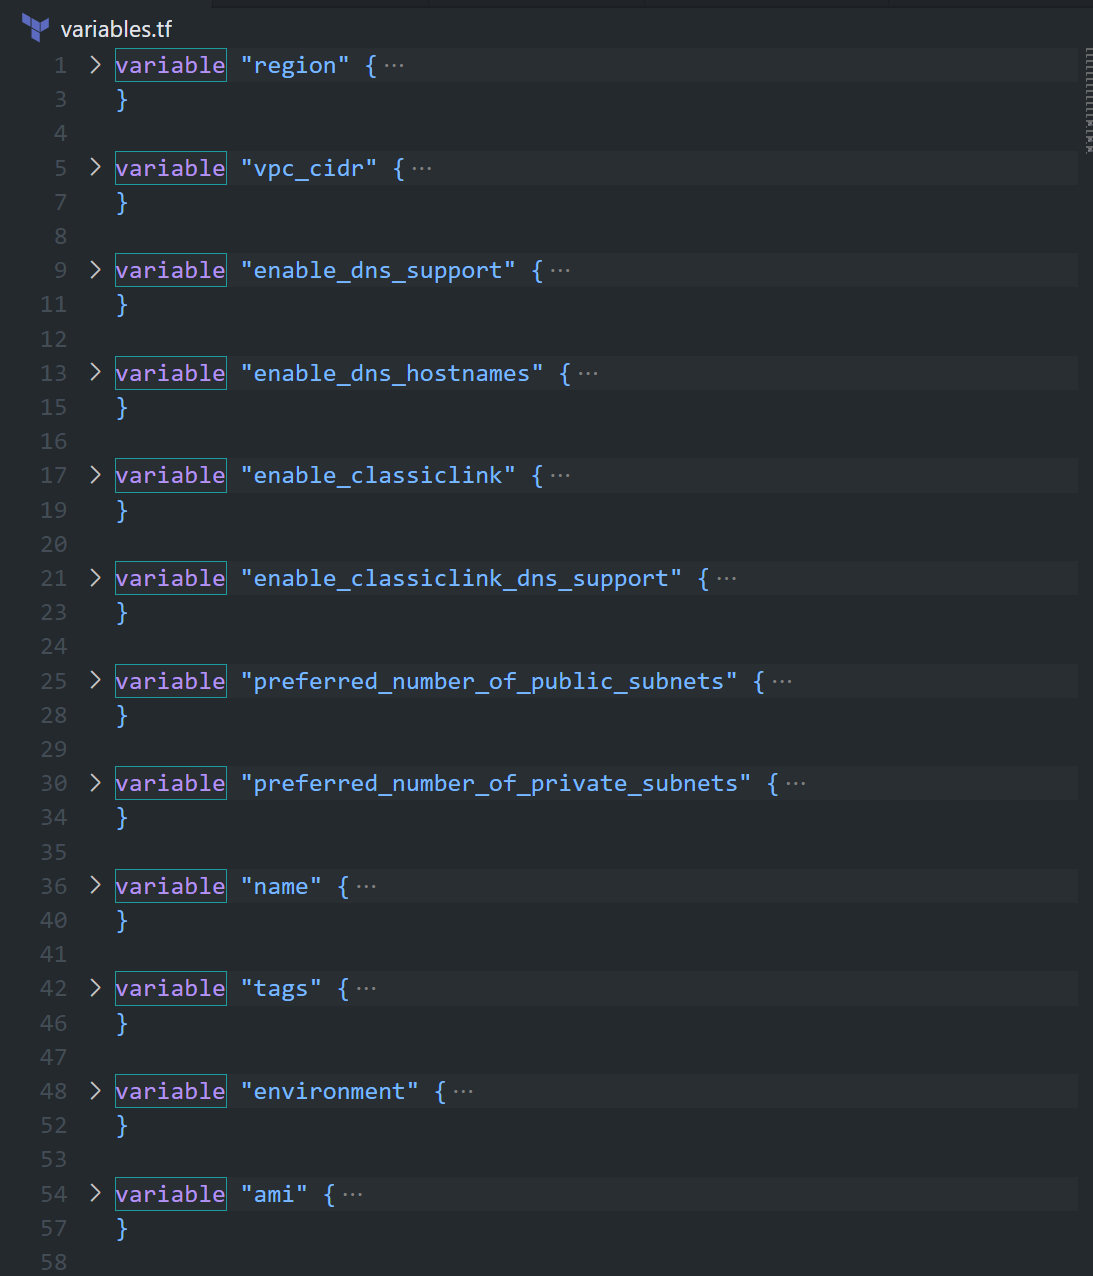 variables.tf
1 > variable "region" { ···
3 }
4
5 > variable "vpc_cidr" { ···
7 }
8
9 > variable "enable_dns_support" { ···
11 }
12
13 > variable "enable_dns_hostnames" { ···
15 }
16
17 > variable "enable_classiclink" { ···
19 }
20
21 > variable "enable_classiclink_dns_support" { ···
23 }
24
25 > variable "preferred_number_of_public_subnets" { ···
28 }
29
30 > variable "preferred_number_of_private_subnets" { ···
34 }
35
36 > variable "name" { ···
40 }
41
42 > variable "tags" { ···
46 }
47
48 > variable "environment" { ···
52 }
53
54 > variable "ami" { ···
57 }
58